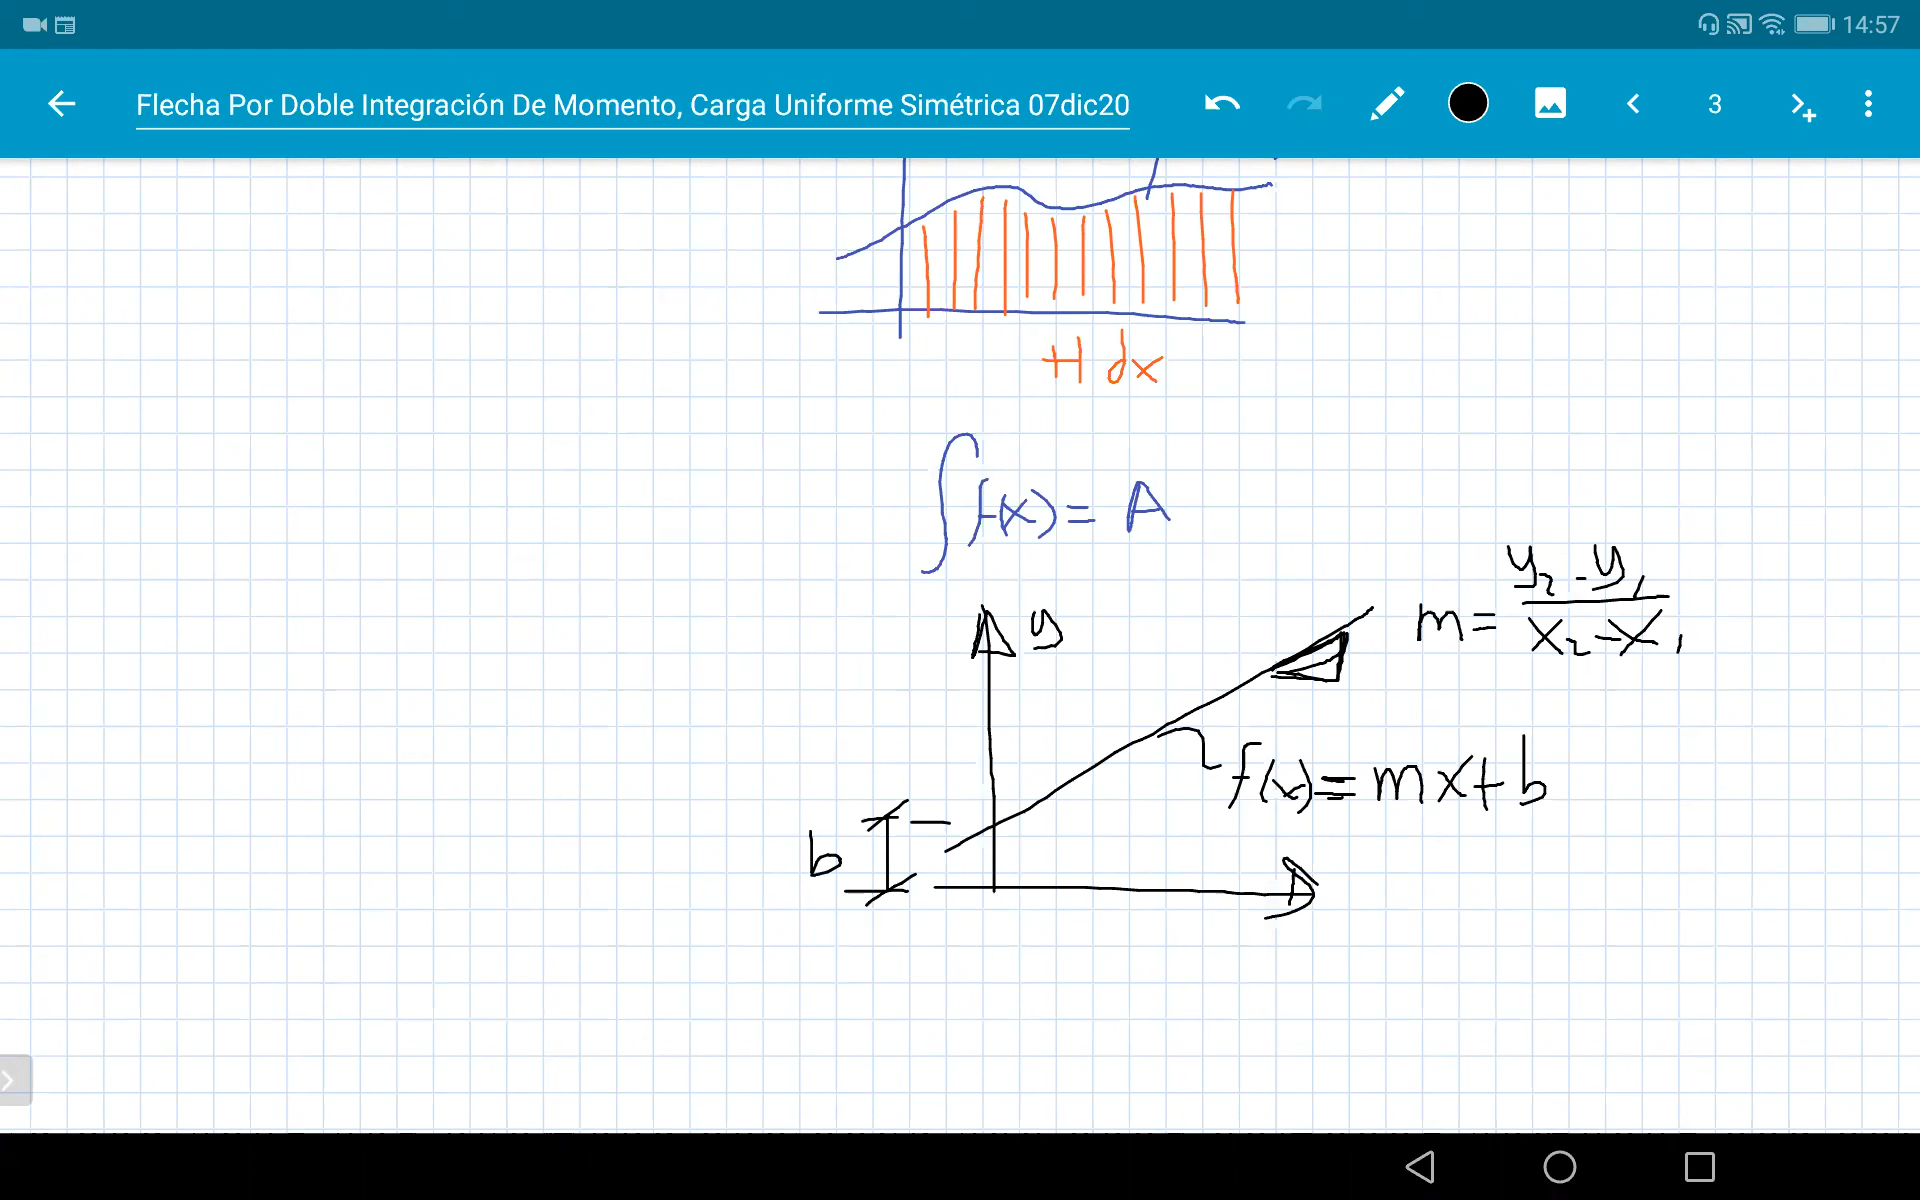 14:57
Flecha Por Doble Integración De Momento, Carga Uniforme Simétrica 07dic20
3
H dx
∫f(x) = A
y
m = (y₂ - y₁)/(x₂ - x₁)
f(x) = mx + b
b